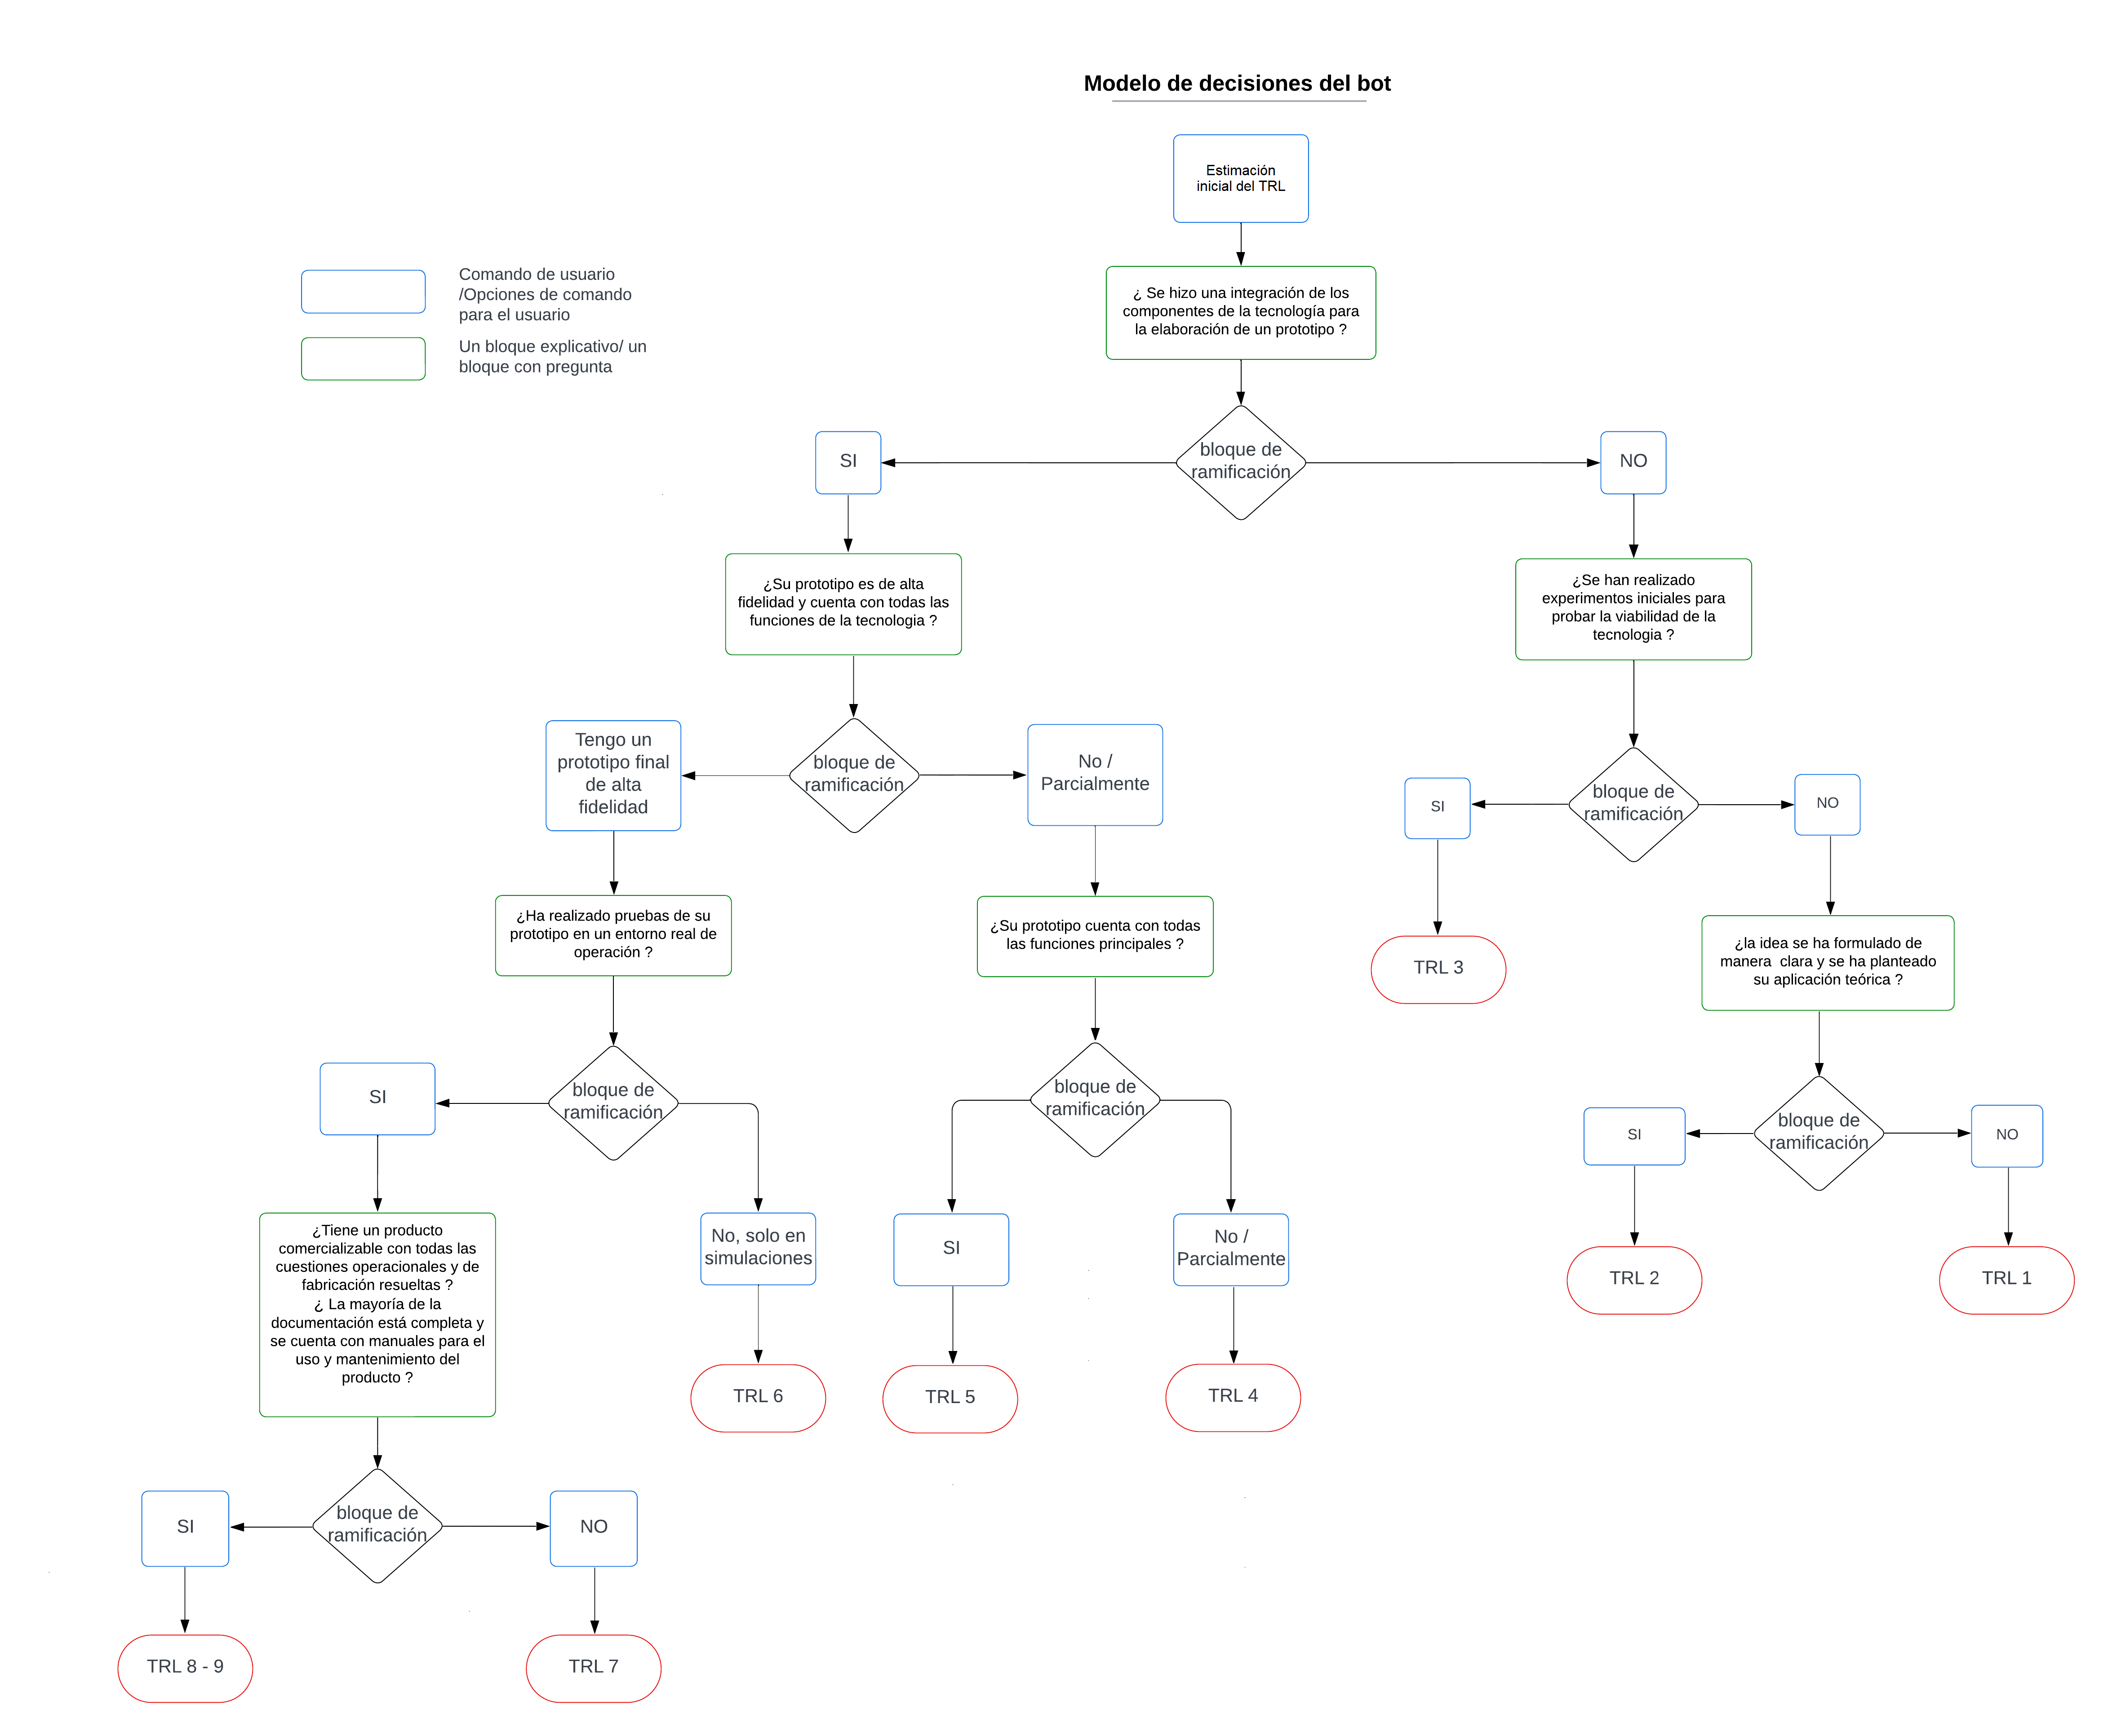 Modelo de decisiones del bot
Estimación
inicial del TRL
Comando de usuario
/Opciones de comando
para el usuario
Un bloque explicativo/ un
bloque con pregunta
¿ Se hizo una integración de los
componentes de la tecnología para
la elaboración de un prototipo ?
bloque de
ramificación
SI
NO
¿Su prototipo es de alta
fidelidad y cuenta con todas las
funciones de la tecnologia ?
¿Se han realizado
experimentos iniciales para
probar la viabilidad de la
tecnologia ?
Tengo un
prototipo final
de alta
fidelidad
bloque de
ramificación
No /
Parcialmente
SI
bloque de
ramificación
NO
¿Ha realizado pruebas de su
prototipo en un entorno real de
operación ?
¿Su prototipo cuenta con todas
las funciones principales ?
TRL 3
¿la idea se ha formulado de
manera  clara y se ha planteado
su aplicación teórica ?
SI
bloque de
ramificación
bloque de
ramificación
SI
bloque de
ramificación
NO
¿Tiene un producto
comercializable con todas las
cuestiones operacionales y de
fabricación resueltas ?
¿ La mayoría de la
documentación está completa y
se cuenta con manuales para el
uso y mantenimiento del
producto ?
No, solo en
simulaciones
SI
No /
Parcialmente
TRL 2
TRL 1
TRL 6
TRL 5
TRL 4
SI
bloque de
ramificación
NO
TRL 8 - 9
TRL 7